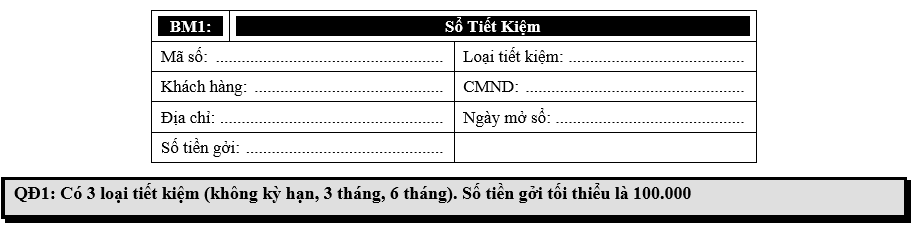 BM1: Sổ Tiết Kiệm
Mã số: Loại tiết kiệm:
Khách hàng: CMND:
Địa chỉ: Ngày mở sổ:
Số tiền gởi:
QĐ1: Có 3 loại tiết kiệm (không kỳ hạn, 3 tháng, 6 tháng). Số tiền gởi tối thiểu là 100.000